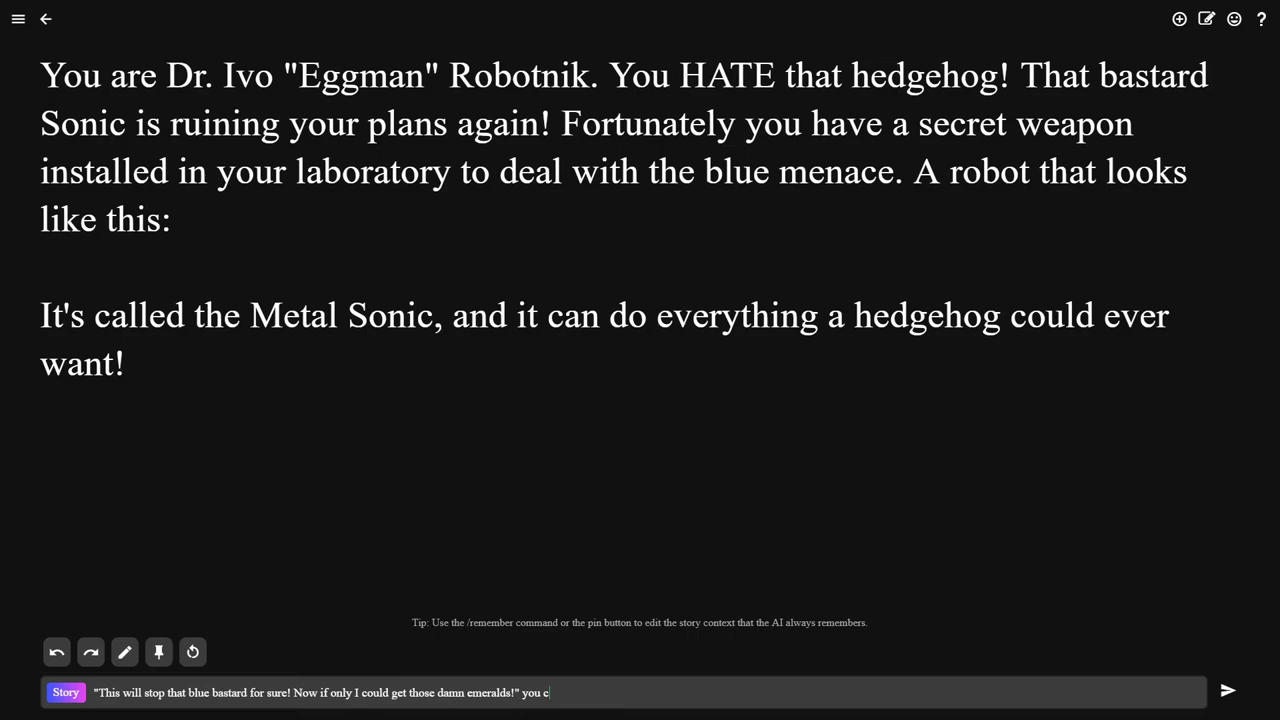 You are Dr. Ivo "Eggman" Robotnik. You HATE that hedgehog! That bastard
Sonic is ruining your plans again! Fortunately you have a secret weapon
installed in your laboratory to deal with the blue menace. A robot that looks
like this:
It's called the Metal Sonic, and it can do everything a hedgehog could ever
want!
Tip: Use the /remember command or the pin button to edit the story context that the AI always remembers.
Story "This will stop that blue bastard for sure! Now if only I could get those damn emeralds!" you c